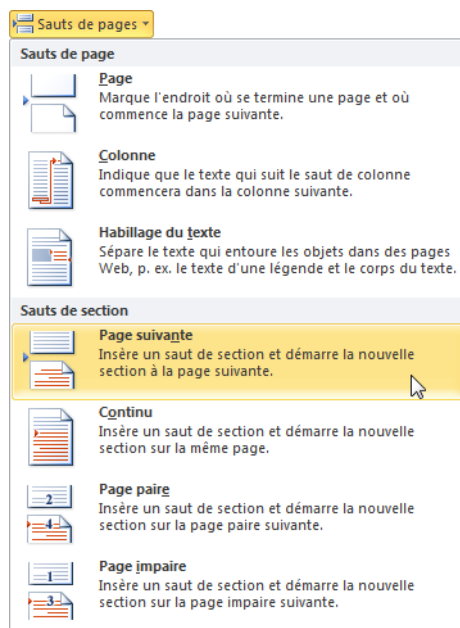 Sauts de pages
Sauts de page
Page
Marque l'endroit où se termine une page et où
commence la page suivante.
Colonne
Indique que le texte qui suit le saut de colonne
commencera dans la colonne suivante.
Habillage du texte
Sépare le texte qui entoure les objets dans des pages
Web, p. ex. le texte d'une légende et le corps du texte.
Sauts de section
Page suivante
Insère un saut de section et démarre la nouvelle
section à la page suivante.
Continu
Insère un saut de section et démarre la nouvelle
section sur la même page.
2
4
Page paire
Insère un saut de section et démarre la nouvelle
section sur la page paire suivante.
1
3
Page impaire
Insère un saut de section et démarre la nouvelle
section sur la page impaire suivante.